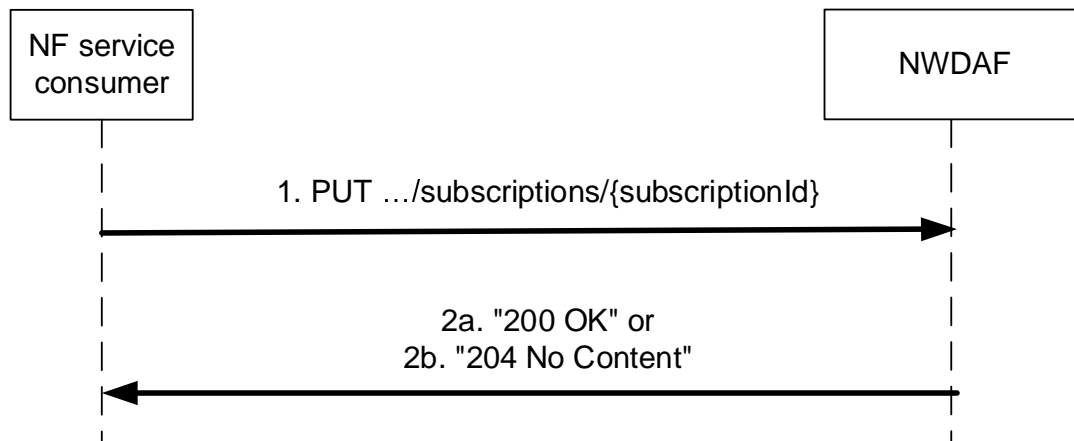 NF service
consumer
NWDAF
1. PUT …/subscriptions/{subscriptionId}
2a. "200 OK" or
2b. "204 No Content"